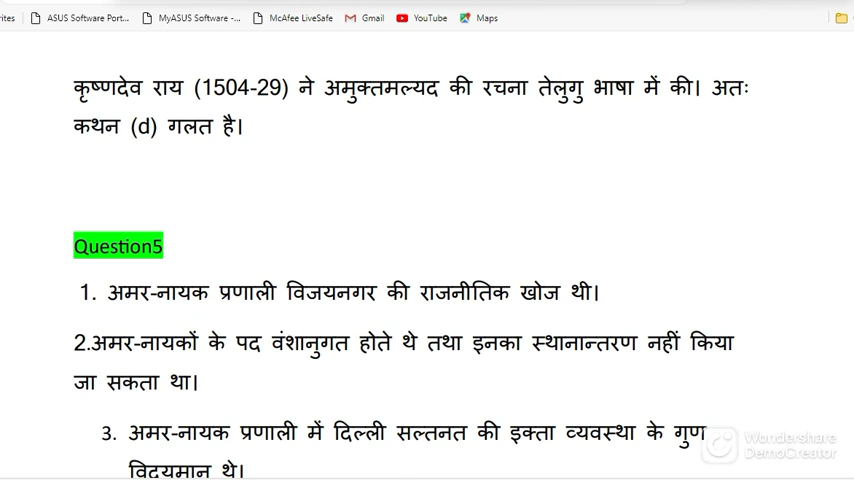 rites ASUS Software Port... MyASUS Software -... McAfee LiveSafe Gmail YouTube Maps
कृष्णदेव राय (1504-29) ने अमुक्तमल्यद की रचना तेलुगु भाषा में की। अतः
कथन (d) गलत है।
Question5
1. अमर-नायक प्रणाली विजयनगर की राजनीतिक खोज थी।
2.अमर-नायकों के पद वंशानुगत होते थे तथा इनका स्थानान्तरण नहीं किया
जा सकता था।
3. अमर-नायक प्रणाली में दिल्ली सल्तनत की इक्ता व्यवस्था के गुण
विद्यमान थे।
Wondershare
DemoCreator